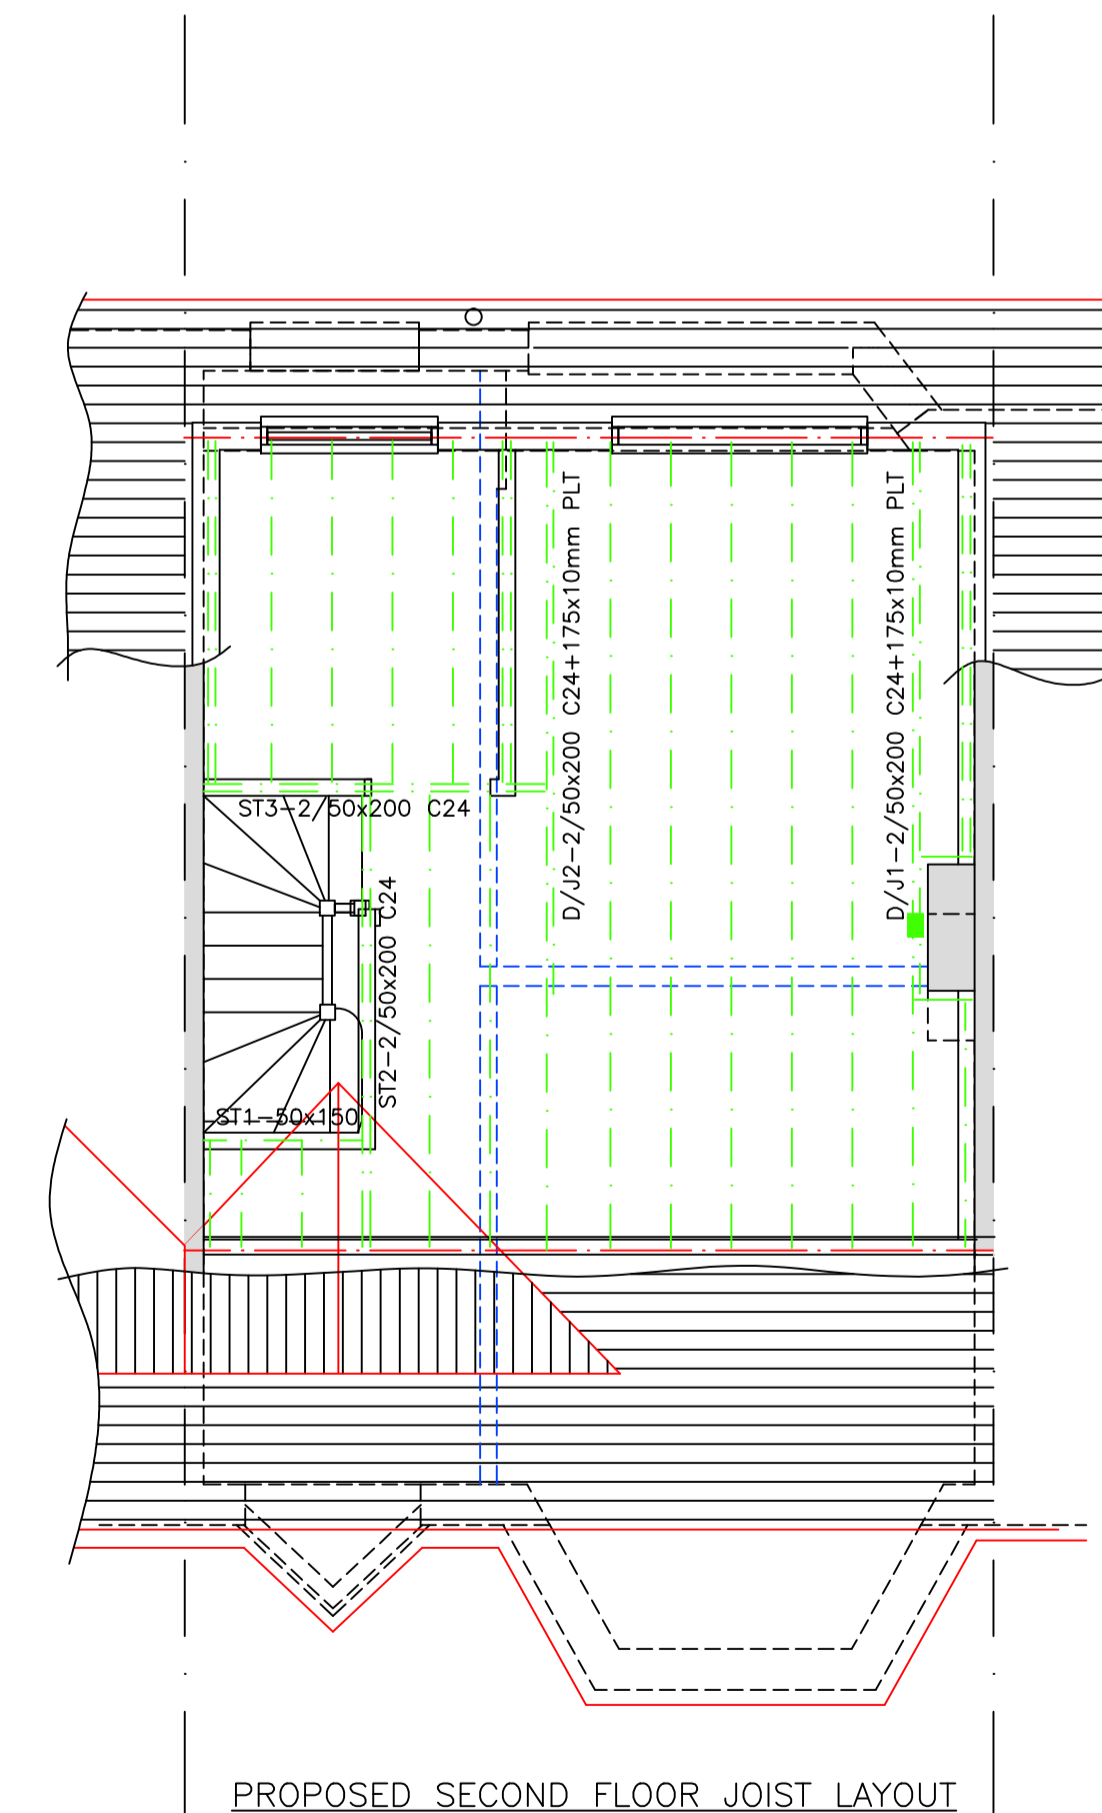 D/J2-2/50x200 C24+175x10mm PLT
D/J1-2/50x200 C24+175x10mm PLT
ST3-2/50x200 C24
ST2-2/50x200 C24
ST1-50x150
PROPOSED SECOND FLOOR JOIST LAYOUT